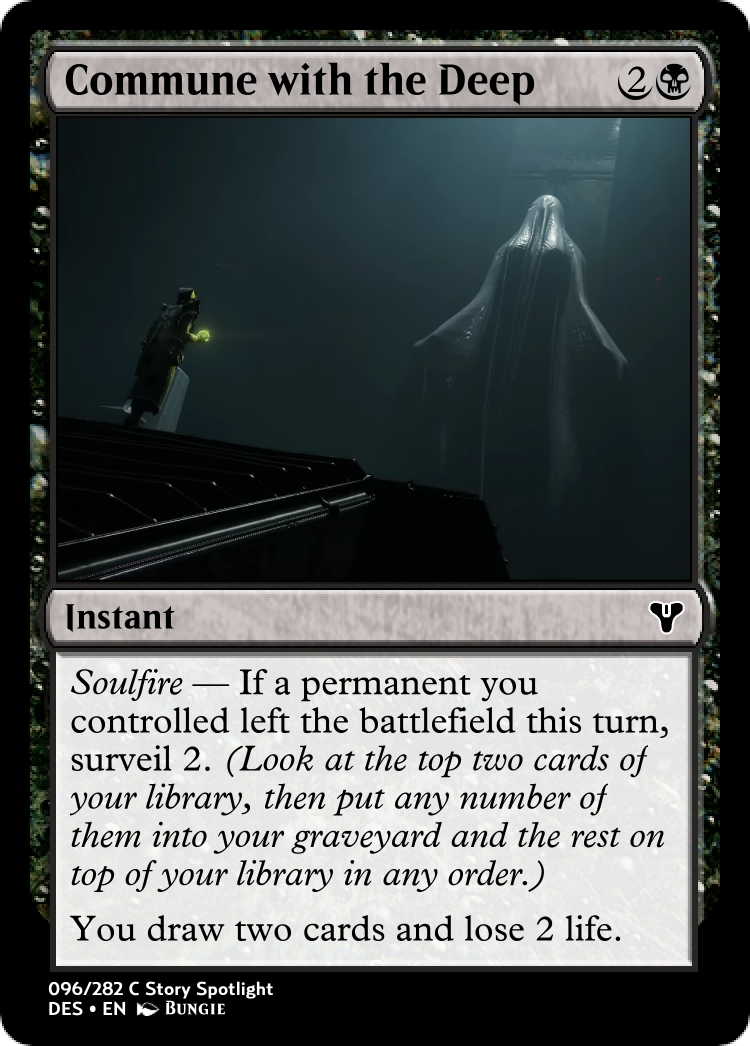 Commune with the Deep 2
Instant
Soulfire — If a permanent you
controlled left the battlefield this turn,
surveil 2. (Look at the top two cards of
your library, then put any number of
them into your graveyard and the rest on
top of your library in any order.)
You draw two cards and lose 2 life.
096/282 C Story Spotlight
DES • EN Bungie